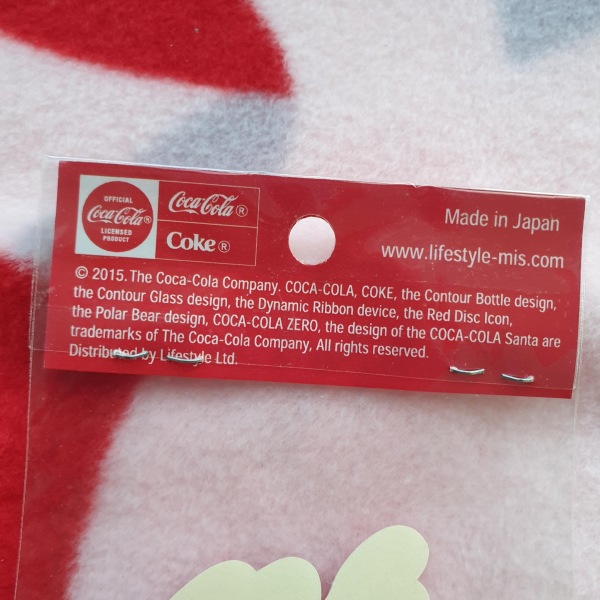 OFFICIAL
Coca-Cola®
LICENSED
PRODUCT
Coca-Cola®
Coke®
Made in Japan
www.lifestyle-mis.com
© 2015. The Coca-Cola Company. COCA-COLA, COKE, the Contour Bottle design,
the Contour Glass design, the Dynamic Ribbon device, the Red Disc Icon,
the Polar Bear design, COCA-COLA ZERO, the design of the COCA-COLA Santa are
trademarks of The Coca-Cola Company, All rights reserved.
Distributed by Lifestyle Ltd.